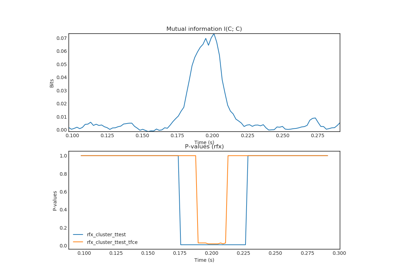 Mutual information I(C; C)
0.07
0.06
0.05
0.04
0.03
0.02
0.01
0.00
Bits
0.100 0.125 0.150 0.175 0.200 0.225 0.250 0.275
Time (s)
P-values (rfx)
1.0
0.8
0.6
0.4
0.2
0.0
P-values
rfx_cluster_ttest
rfx_cluster_ttest_tfce
0.100 0.125 0.150 0.175 0.200 0.225 0.250 0.275 0.300
Time (s)